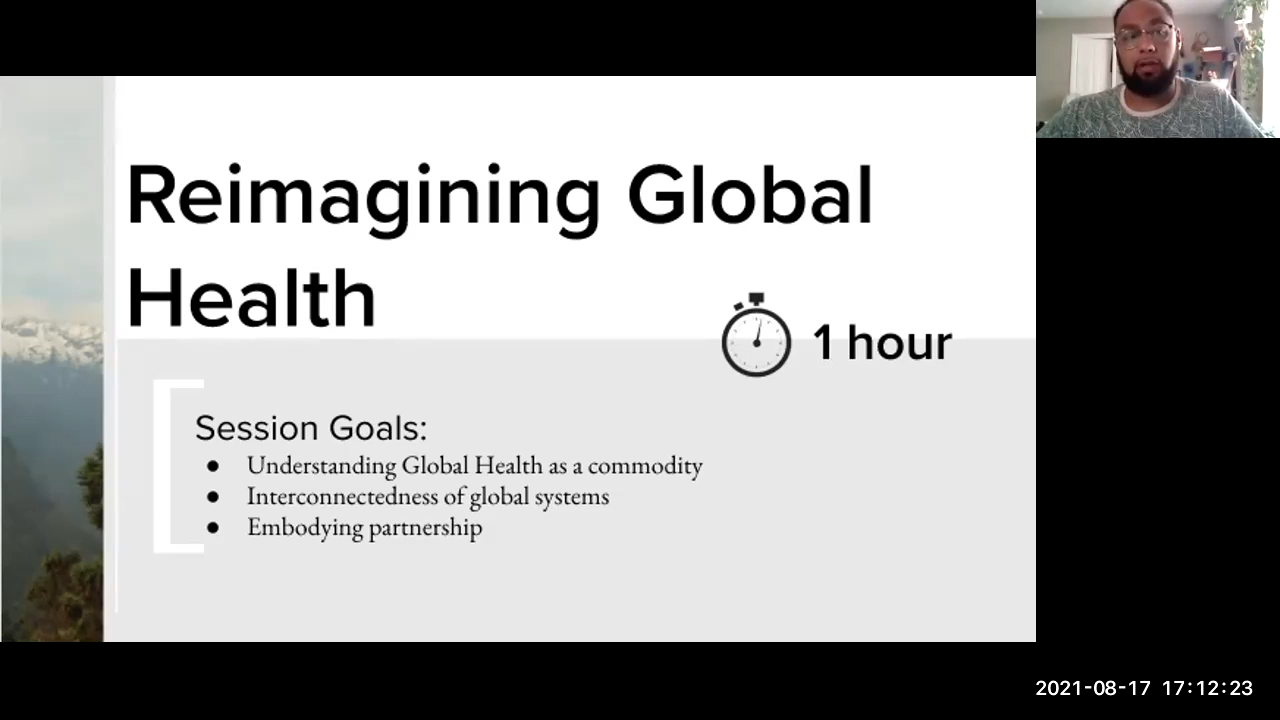 Reimagining Global
Health
1 hour
Session Goals:
● Understanding Global Health as a commodity
● Interconnectedness of global systems
● Embodying partnership
2021-08-17 17:12:23